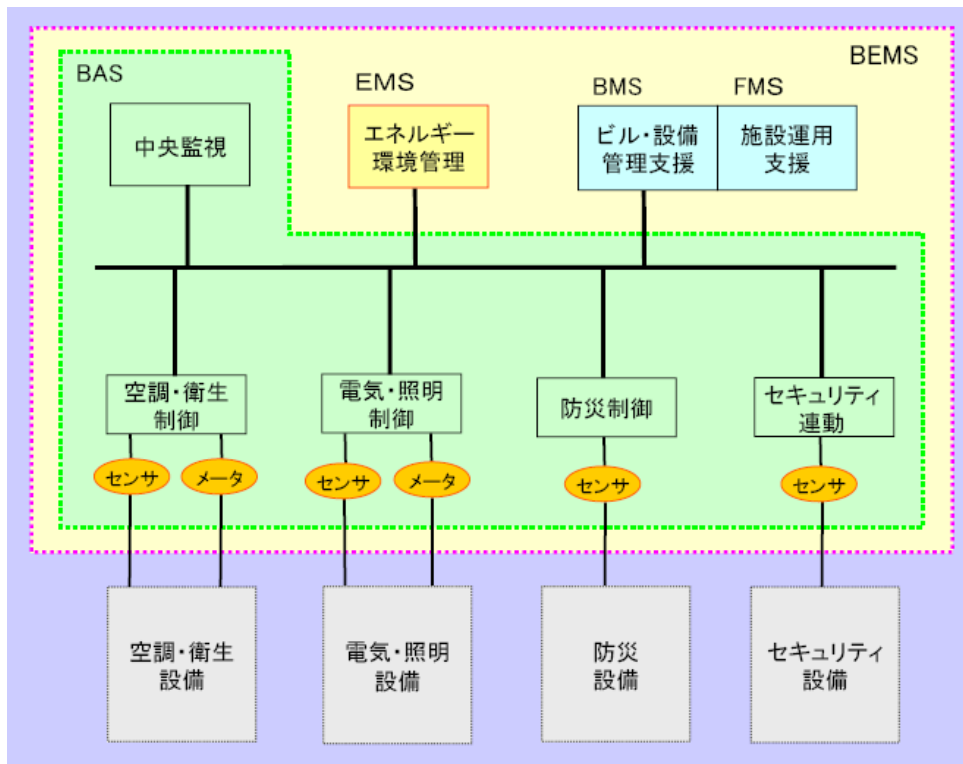 BEMS
BAS
EMS
BMS
FMS
中央監視
エネルギー
環境管理
ビル・設備
管理支援
施設運用
支援
空調・衛生
制御
電気・照明
制御
防災制御
セキュリティ
連動
センサ
メータ
センサ
メータ
センサ
センサ
空調・衛生
設備
電気・照明
設備
防災
設備
セキュリティ
設備